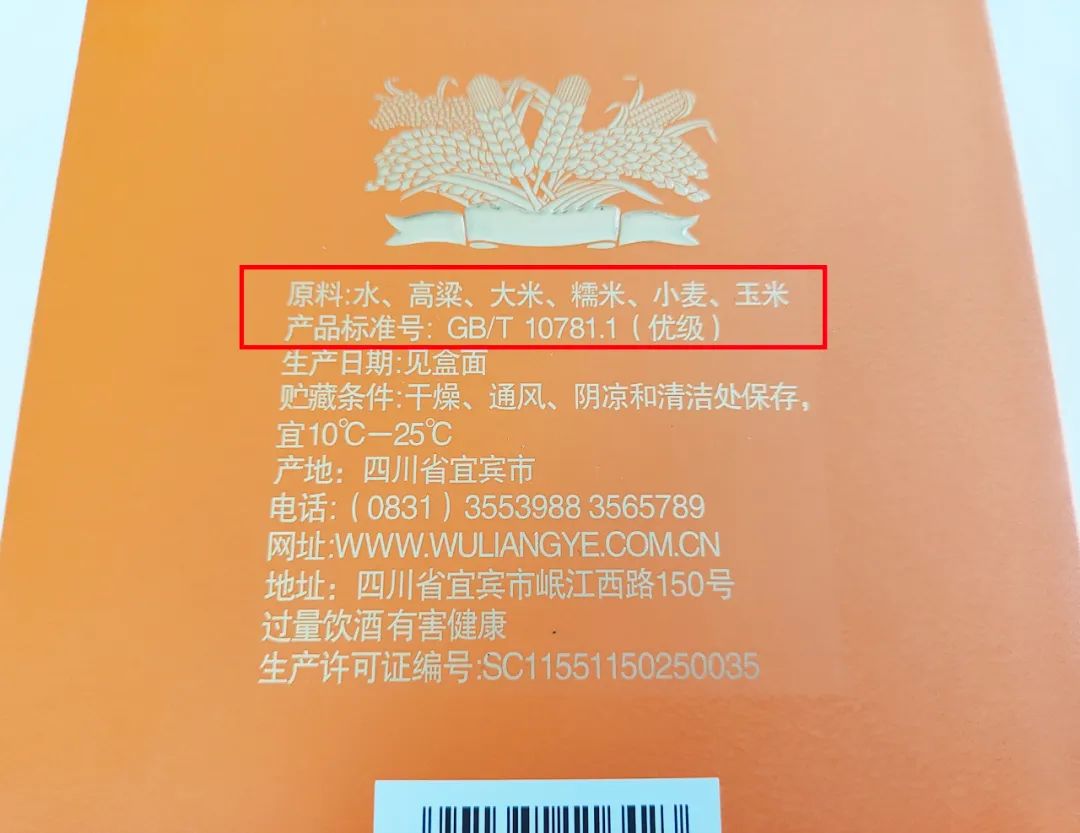 原料:水、高粱、大米、糯米、小麦、玉米
产品标准号: GB/T 10781.1(优级)
生产日期:见盒面
贮藏条件:干燥、通风、阴凉和清洁处保存,
宜10℃—25℃
产地: 四川省宜宾市
电话:(0831)3553988 3565789
网址:WWW.WULIANGYE.COM.CN
地址: 四川省宜宾市岷江西路150号
过量饮酒有害健康
生产许可证编号:SC11551150250035